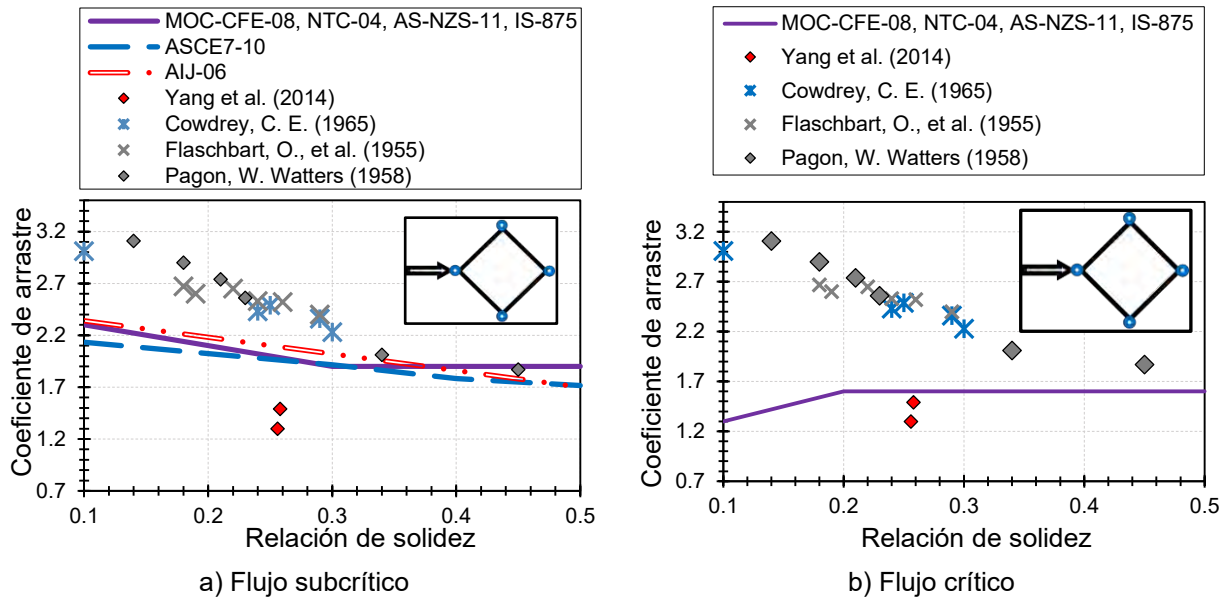 MOC-CFE-08, NTC-04, AS-NZS-11, IS-875
ASCE7-10
AIJ-06
Yang et al. (2014)
Cowdrey, C. E. (1965)
Flaschbart, O., et al. (1955)
Pagon, W. Watters (1958)
Coeficiente de arrastre
3.2
2.7
2.2
1.7
1.2
0.7
0.1
0.2
0.3
0.4
0.5
Relación de solidez
a) Flujo subcrítico
MOC-CFE-08, NTC-04, AS-NZS-11, IS-875
Yang et al. (2014)
Cowdrey, C. E. (1965)
Flaschbart, O., et al. (1955)
Pagon, W. Watters (1958)
Coeficiente de arrastre
3.2
2.7
2.2
1.7
1.2
0.7
0.1
0.2
0.3
0.4
0.5
Relación de solidez
b) Flujo crítico